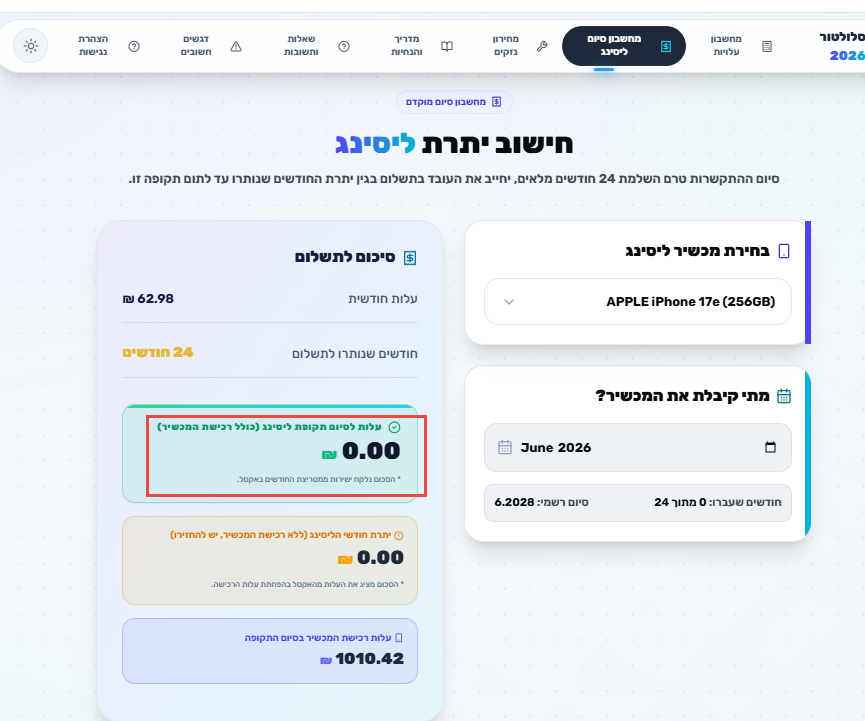 סלולטור
2026
מחשבון
עלויות
מחשבון סיום
ליסינג
מחירון
נזקים
מדריך
והנחיות
שאלות
ותשובות
דגשים
חשובים
הצהרת
נגישות
מחשבון סיום מוקדם
חישוב יתרת ליסינג
סיום ההתקשרות טרם השלמת 24 חודשים מלאים, יחייב את העובד בתשלום בגין יתרת החודשים שנותרו עד לתום תקופה זו.
בחירת מכשיר ליסינג
APPLE iPhone 17e (256GB)
מתי קיבלת את המכשיר?
June 2026
חודשים שעברו: 0 מתוך 24
סיום רשמי: 6.2028
סיכום לתשלום
עלות חודשית
62.98 ₪
חודשים שנותרו לתשלום
24 חודשים
עלות לסיום תקופת ליסינג (כולל רכישת המכשיר)
0.00 ₪
* הסכום נלקח ישירות ממטריצת החודשים באקסל.
יתרת חודשי הליסינג (ללא רכישת המכשיר, יש להחזירו)
0.00 ₪
* הסכום מציג את העלות מהאקסל בהפחתת עלות הרכישה.
עלות רכישת המכשיר בסיום התקופה
1010.42 ₪